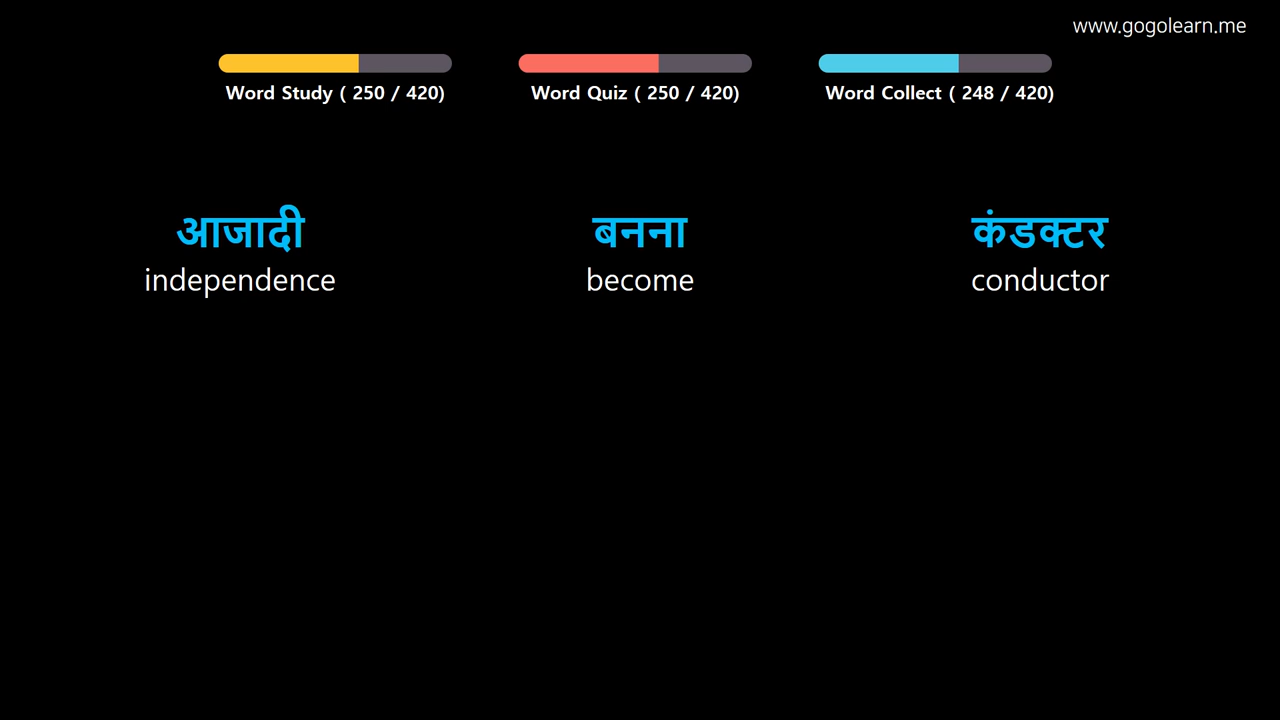 www.gogolearn.me
Word Study ( 250 / 420) Word Quiz ( 250 / 420) Word Collect ( 248 / 420)
आजादी बनना कंडक्टर
independence become conductor